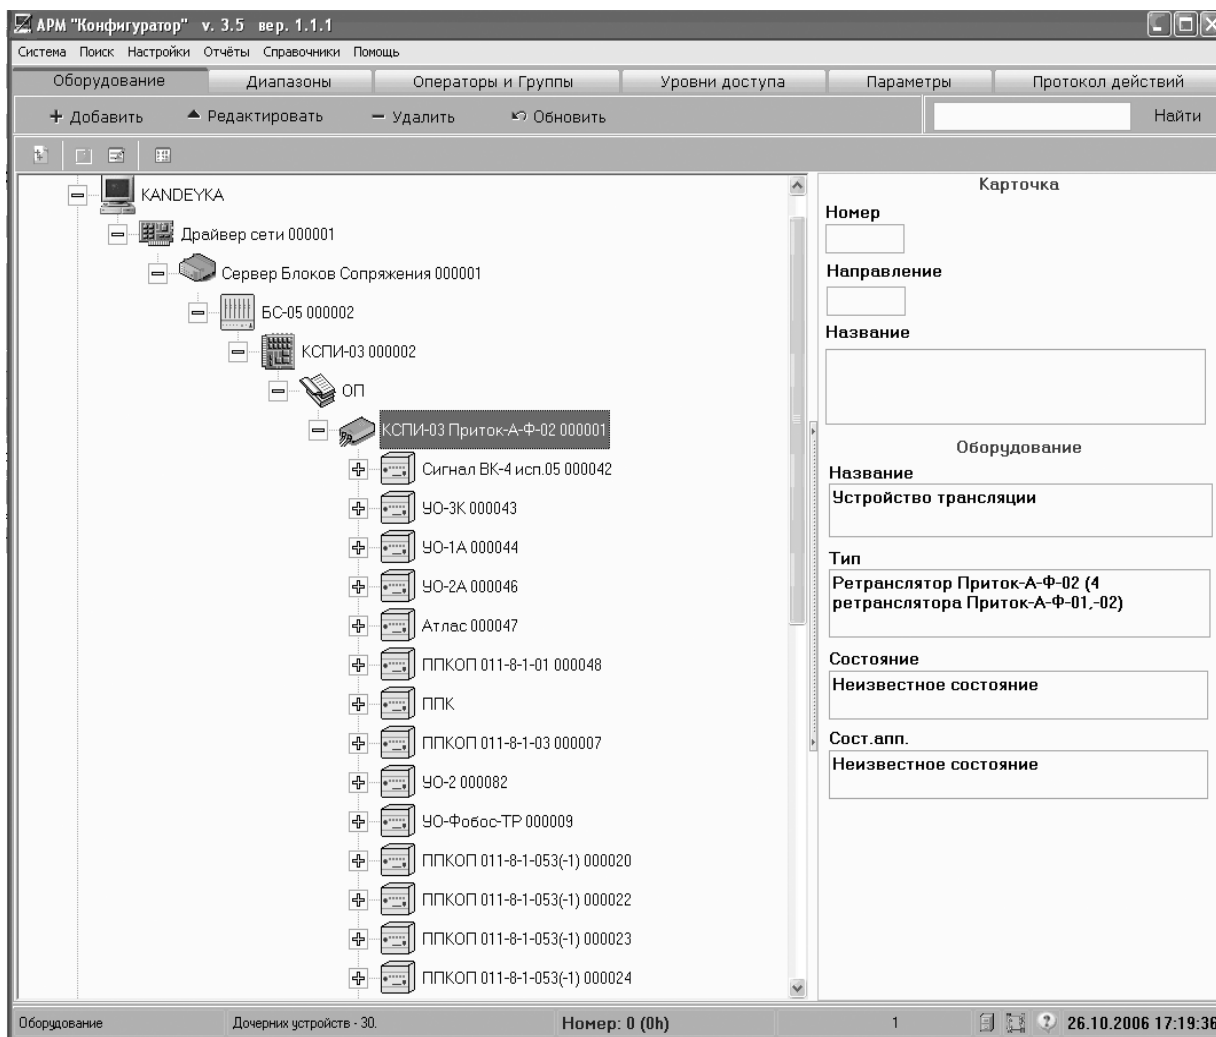 АРМ "Конфигуратор" v. 3.5 вер. 1.1.1
Система Поиск Настройки Отчёты Справочники Помощь
Оборудование Диапазоны Операторы и Группы Уровни доступа Параметры Протокол действий
Добавить Редактировать Удалить Обновить Найти
KANDEYKA
Драйвер сети 000001
Сервер Блоков Сопряжения 000001
БС-05 000002
КСПИ-03 000002
ОП
КСПИ-03 Приток-А-Ф-02 000001
Сигнал ВК-4 исп.05 000042
УО-3К 000043
УО-1А 000044
УО-2А 000046
Атлас 000047
ППКОП 011-8-1-01 000048
ППК
ППКОП 011-8-1-03 000007
УО-2 000082
УО-Фобос-ТР 000009
ППКОП 011-8-1-053(-1) 000020
ППКОП 011-8-1-053(-1) 000022
ППКОП 011-8-1-053(-1) 000023
ППКОП 011-8-1-053(-1) 000024
Карточка
Номер
Направление
Название
Оборудование
Название
Устройство трансляции
Тип
Ретранслятор Приток-А-Ф-02 (4
ретранслятора Приток-А-Ф-01,-02)
Состояние
Неизвестное состояние
Сост.апп.
Неизвестное состояние
Оборудование Дочерних устройств - 30. Номер: 0 (0h) 1 26.10.2006 17:19:36